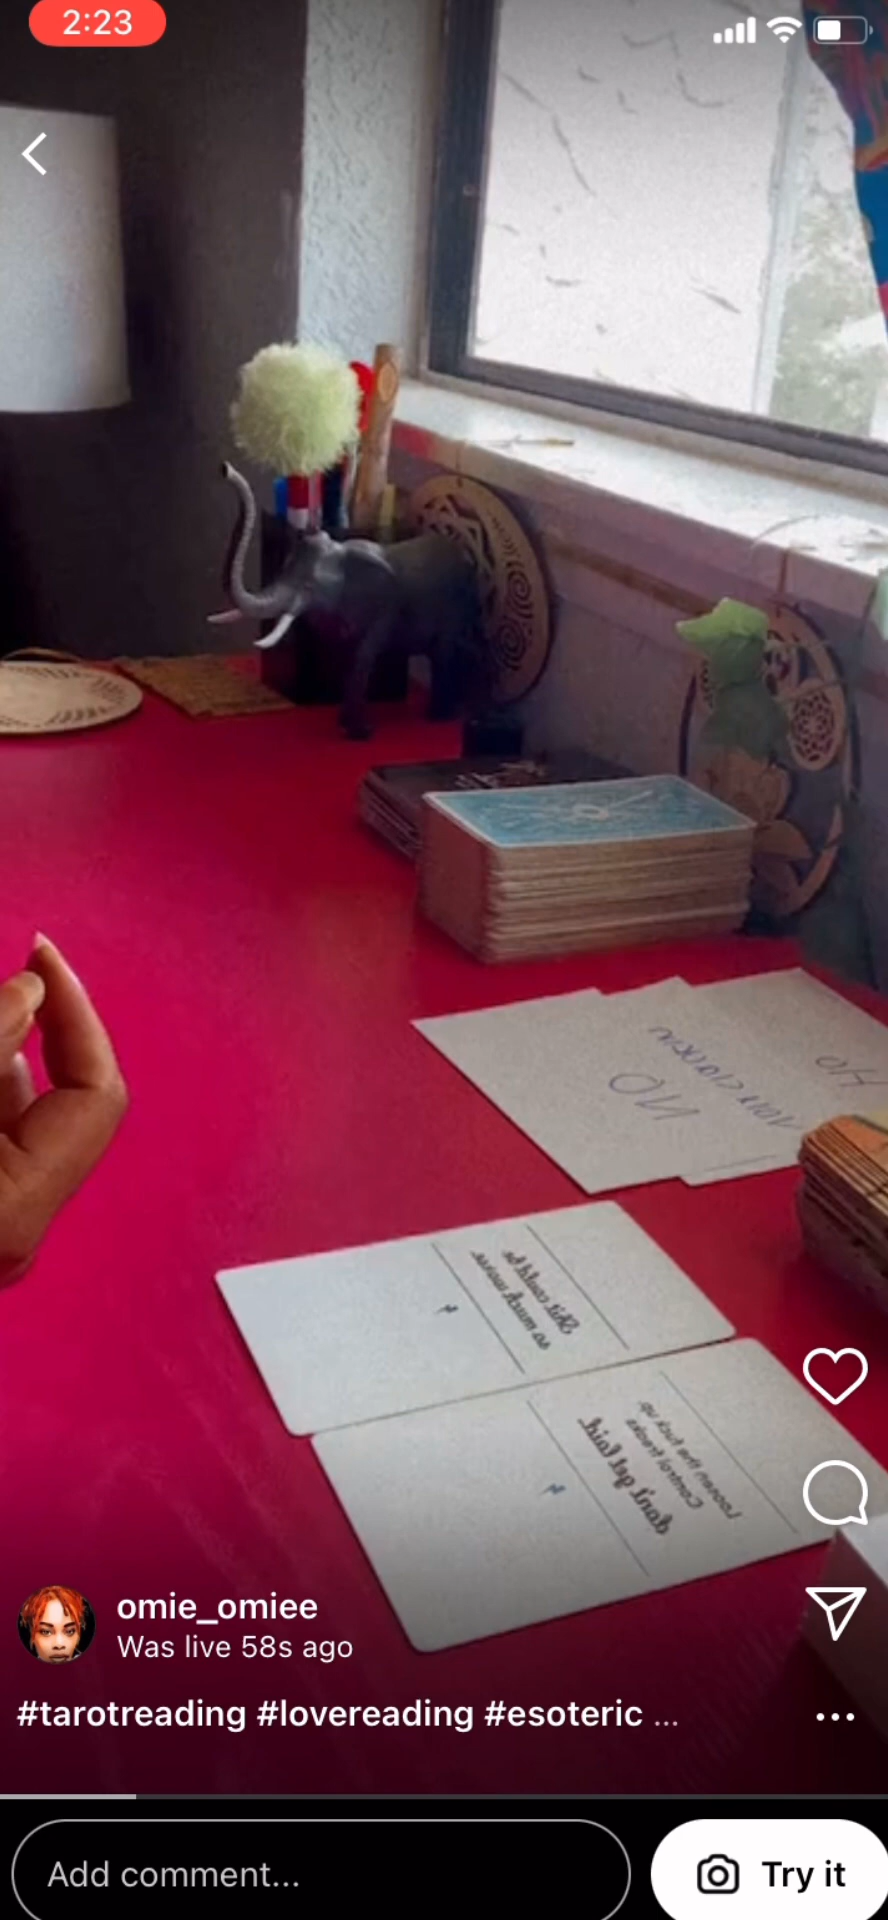 2:23
NO
Shit could be
so much worse
Loosen the fuck up
Control freaks
don't get laid
omie_omiee
Was live 58s ago
#tarotreading #lovereading #esoteric ...
Add comment...
Try it